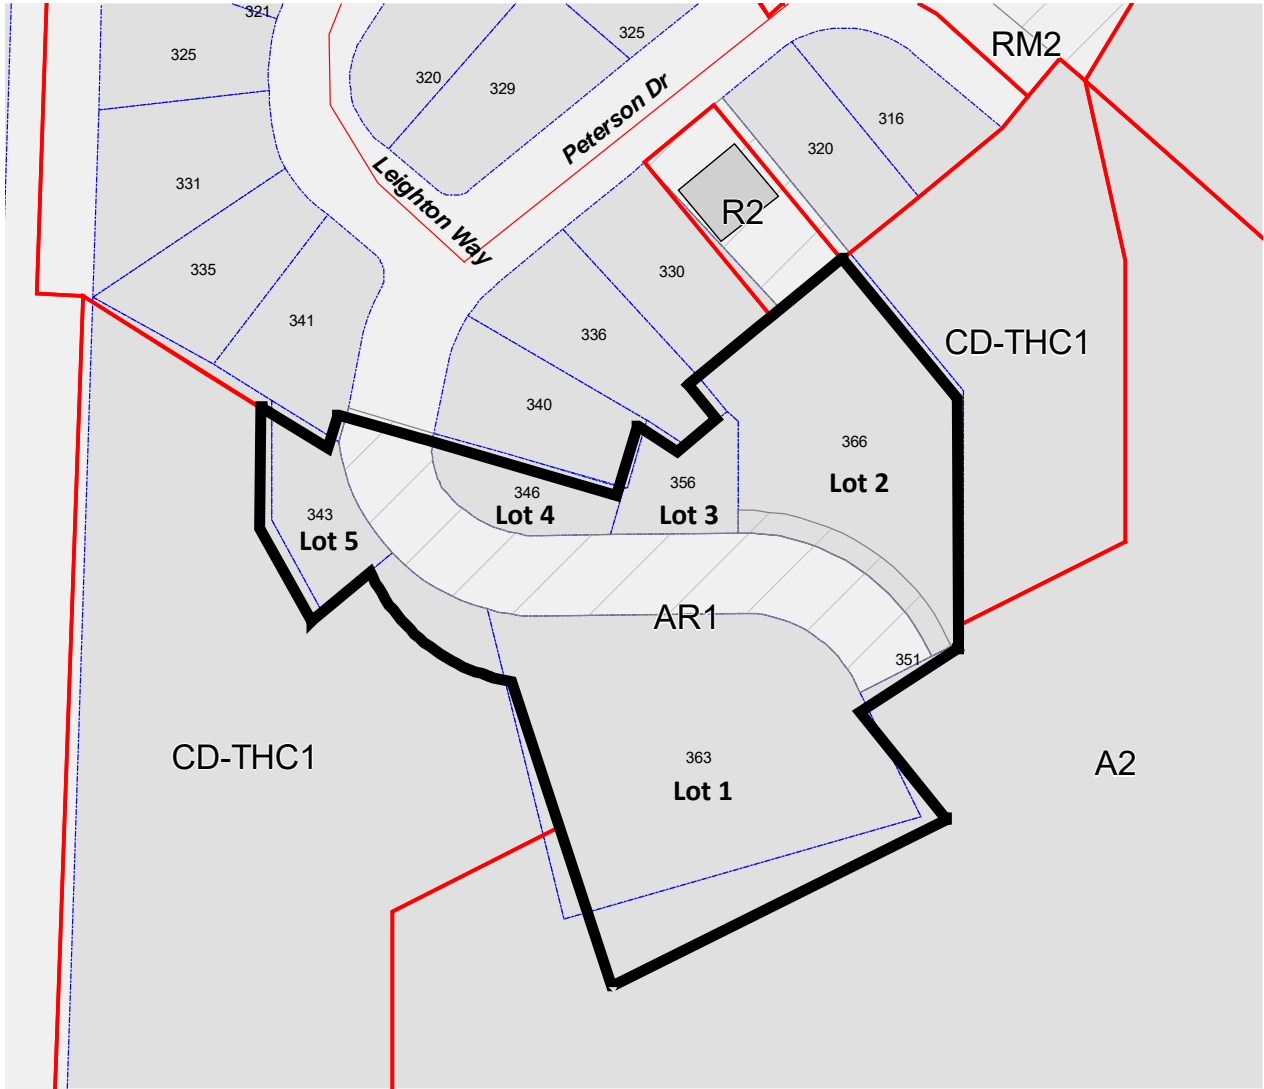 321
325
325
RM2
320
329
Peterson Dr
316
320
331
Leighton Way
R2
335
330
341
336
CD-THC1
340
366
Lot 2
356
Lot 3
346
Lot 4
343
Lot 5
AR1
351
CD-THC1
363
Lot 1
A2